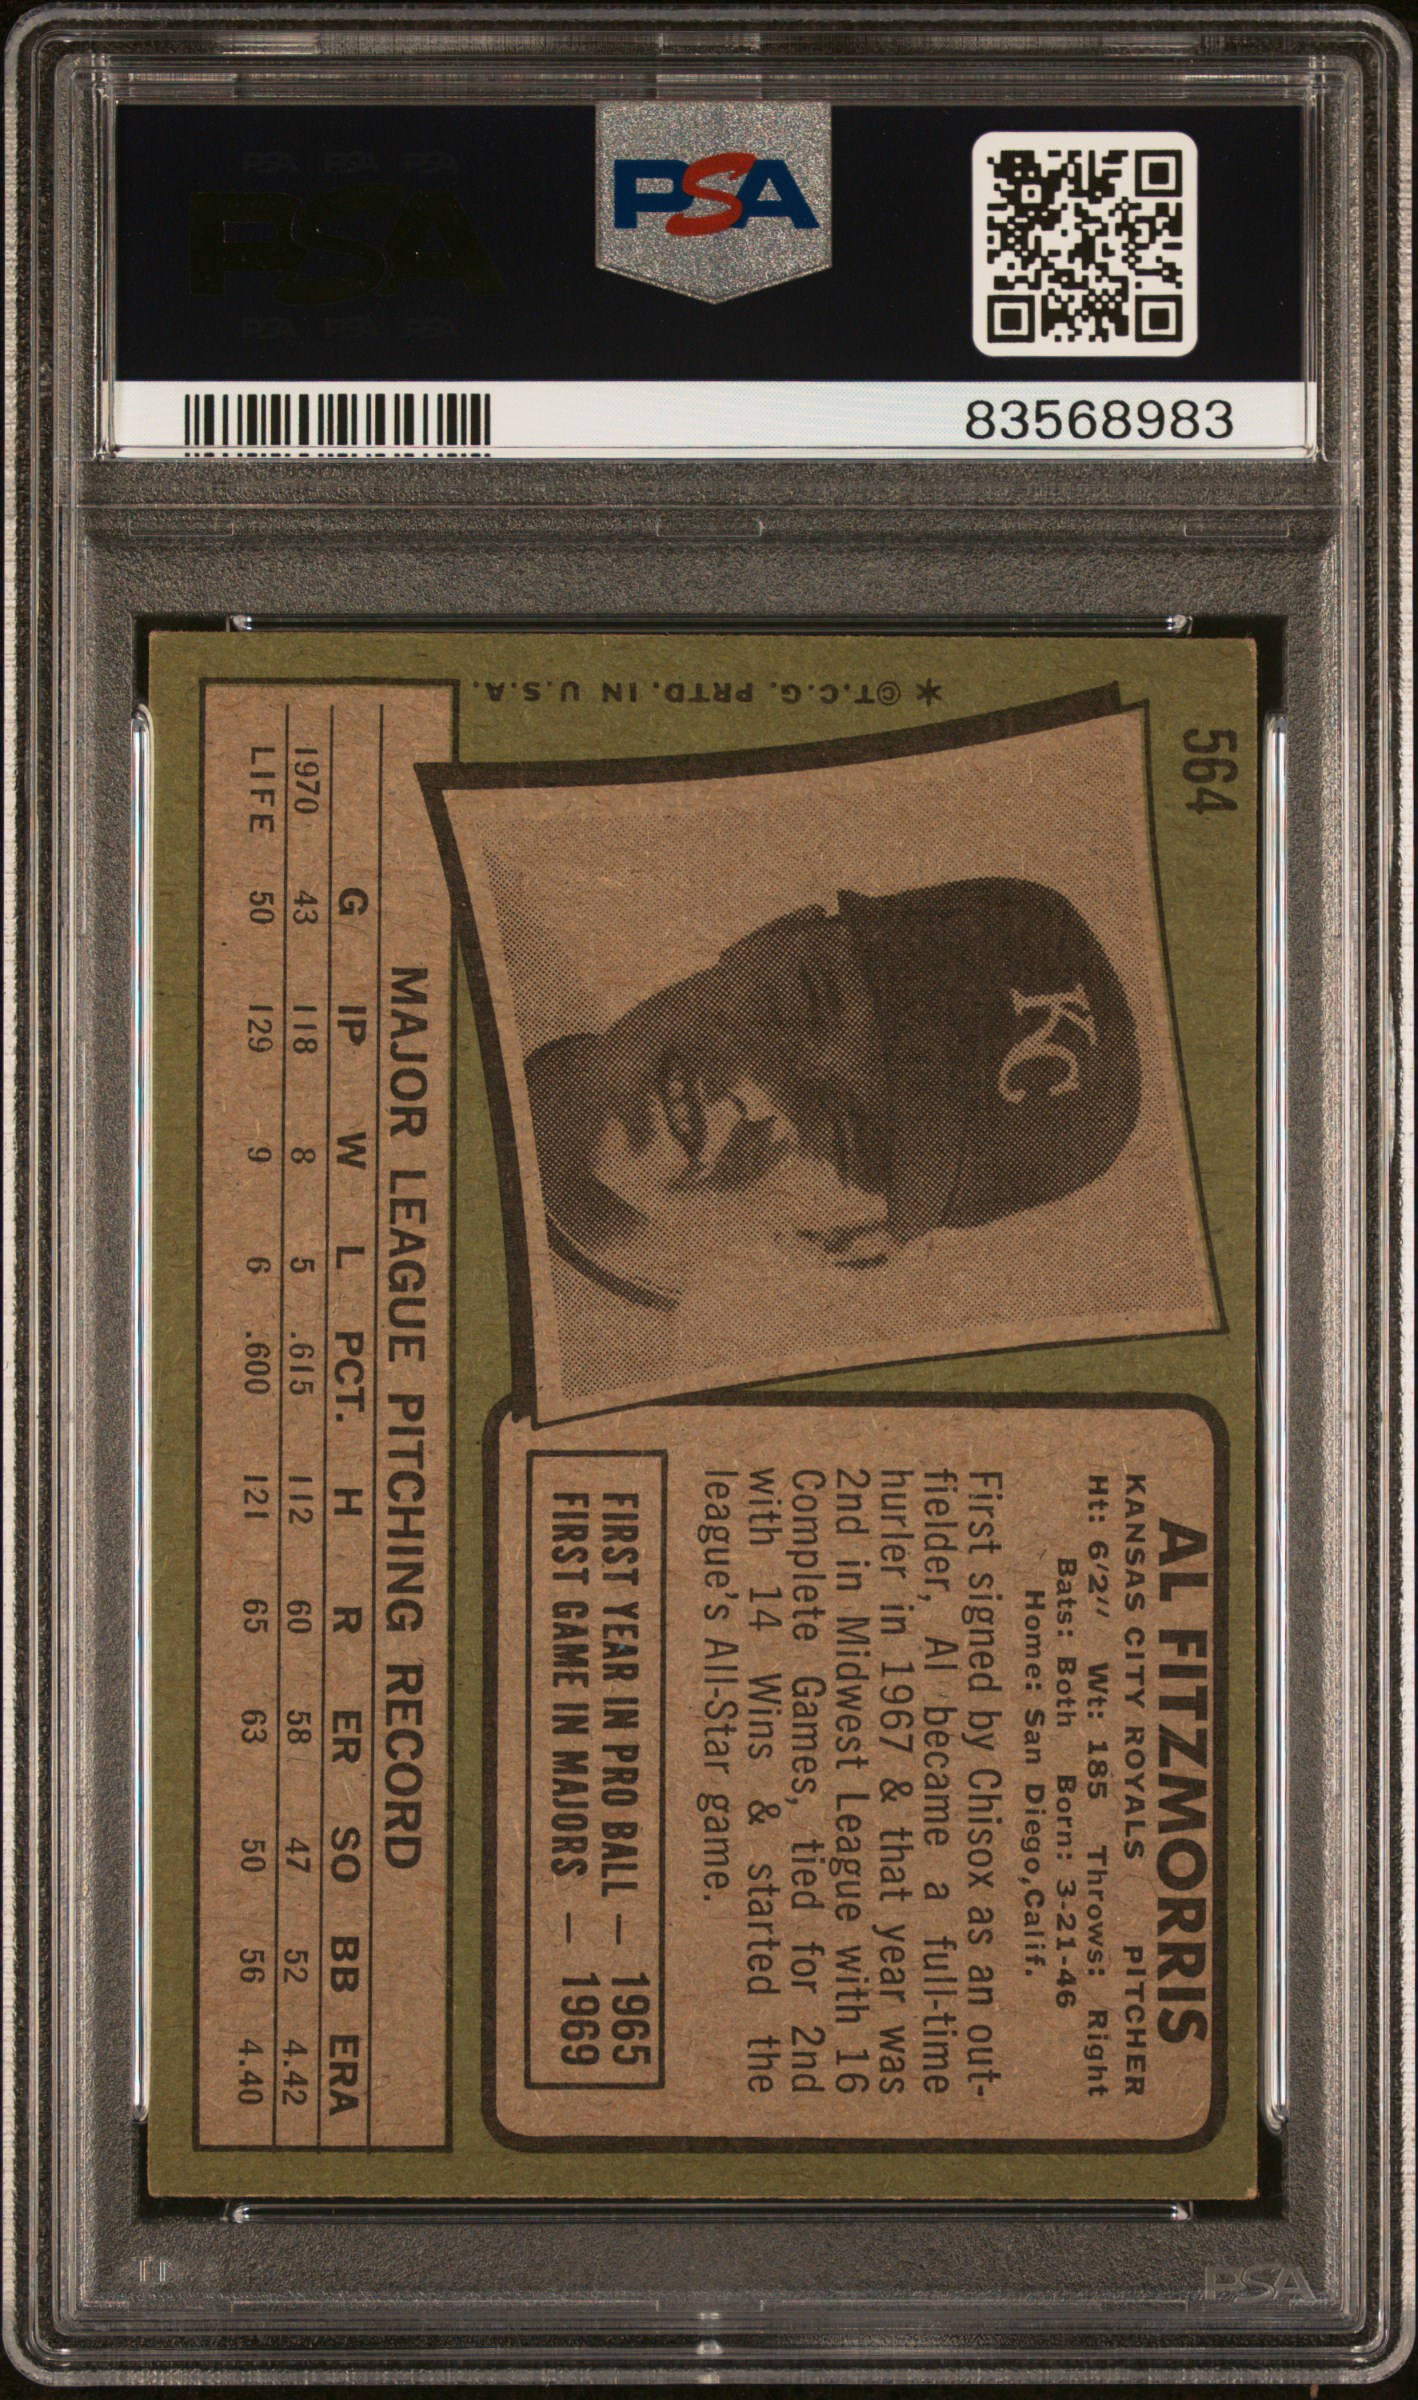 PSA
83568983
564
✶©T.C.G. PRTD. IN U.S.A.
KC
AL FITZMORRIS
KANSAS CITY ROYALS PITCHER
Ht: 6'2" Wt: 185 Throws: Right
Bats: Both Born: 3-21-46
Home: San Diego, Calif.
First signed by Chisox as an out-
fielder, Al became a full-time
hurler in 1967 & that year was
2nd in Midwest League with 16
Complete Games, tied for 2nd
with 14 Wins & started the
league's All-Star game.
FIRST YEAR IN PRO BALL — 1965
FIRST GAME IN MAJORS — 1969
MAJOR LEAGUE PITCHING RECORD
G IP W L PCT. H R ER SO BB ERA
1970 43 118 8 5 .615 112 60 58 47 52 4.42
LIFE 50 129 9 6 .600 121 65 63 50 56 4.40
PSA